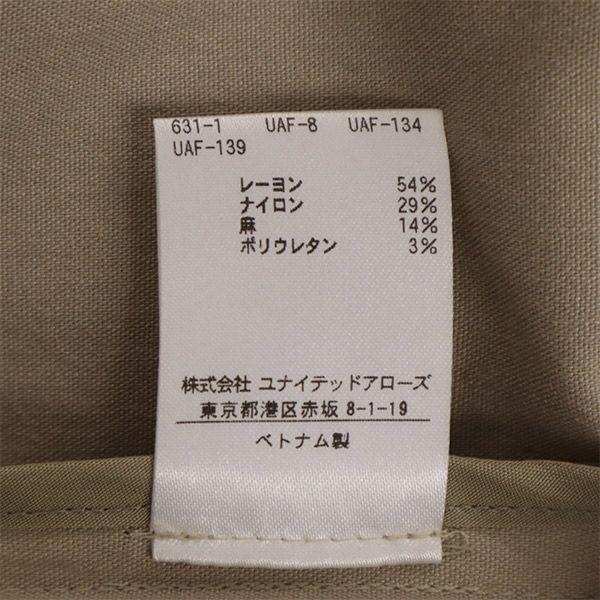 631-1 UAF-8 UAF-134
UAF-139
レーヨン 54%
ナイロン 29%
麻 14%
ポリウレタン 3%
株式会社 ユナイテッドアローズ
東京都港区赤坂 8-1-19
ベトナム製